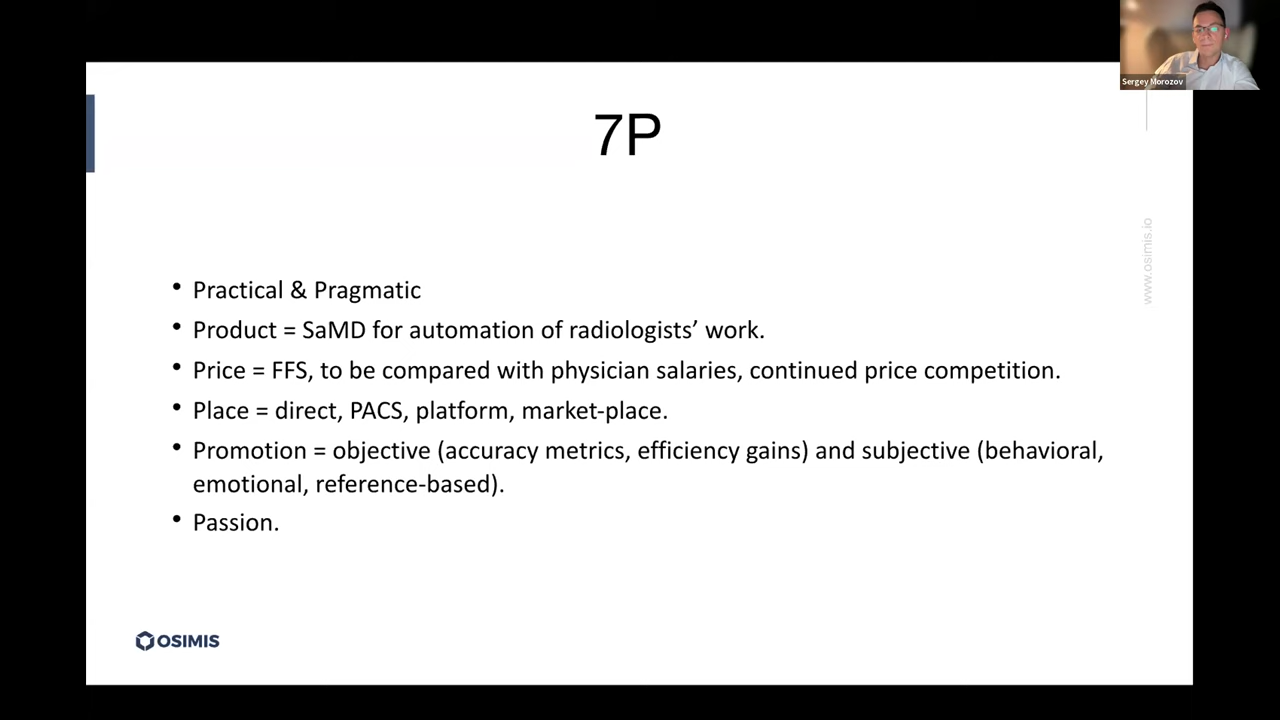 Sergey Morozov
7P
www.osimis.io
• Practical & Pragmatic
• Product = SaMD for automation of radiologists’ work.
• Price = FFS, to be compared with physician salaries, continued price competition.
• Place = direct, PACS, platform, market-place.
• Promotion = objective (accuracy metrics, efficiency gains) and subjective (behavioral,
emotional, reference-based).
• Passion.
OSIMIS